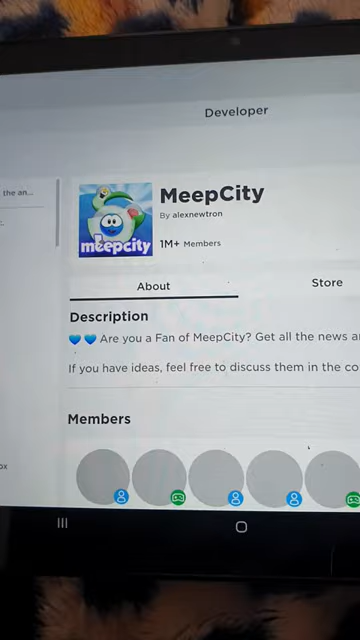 Developer
the an...
MeepCity
By alexnewtron
meepcity
1M+ Members
About
Store
Description
💙💙 Are you a Fan of MeepCity? Get all the news a
If you have ideas, feel free to discuss them in the co
Members
ox